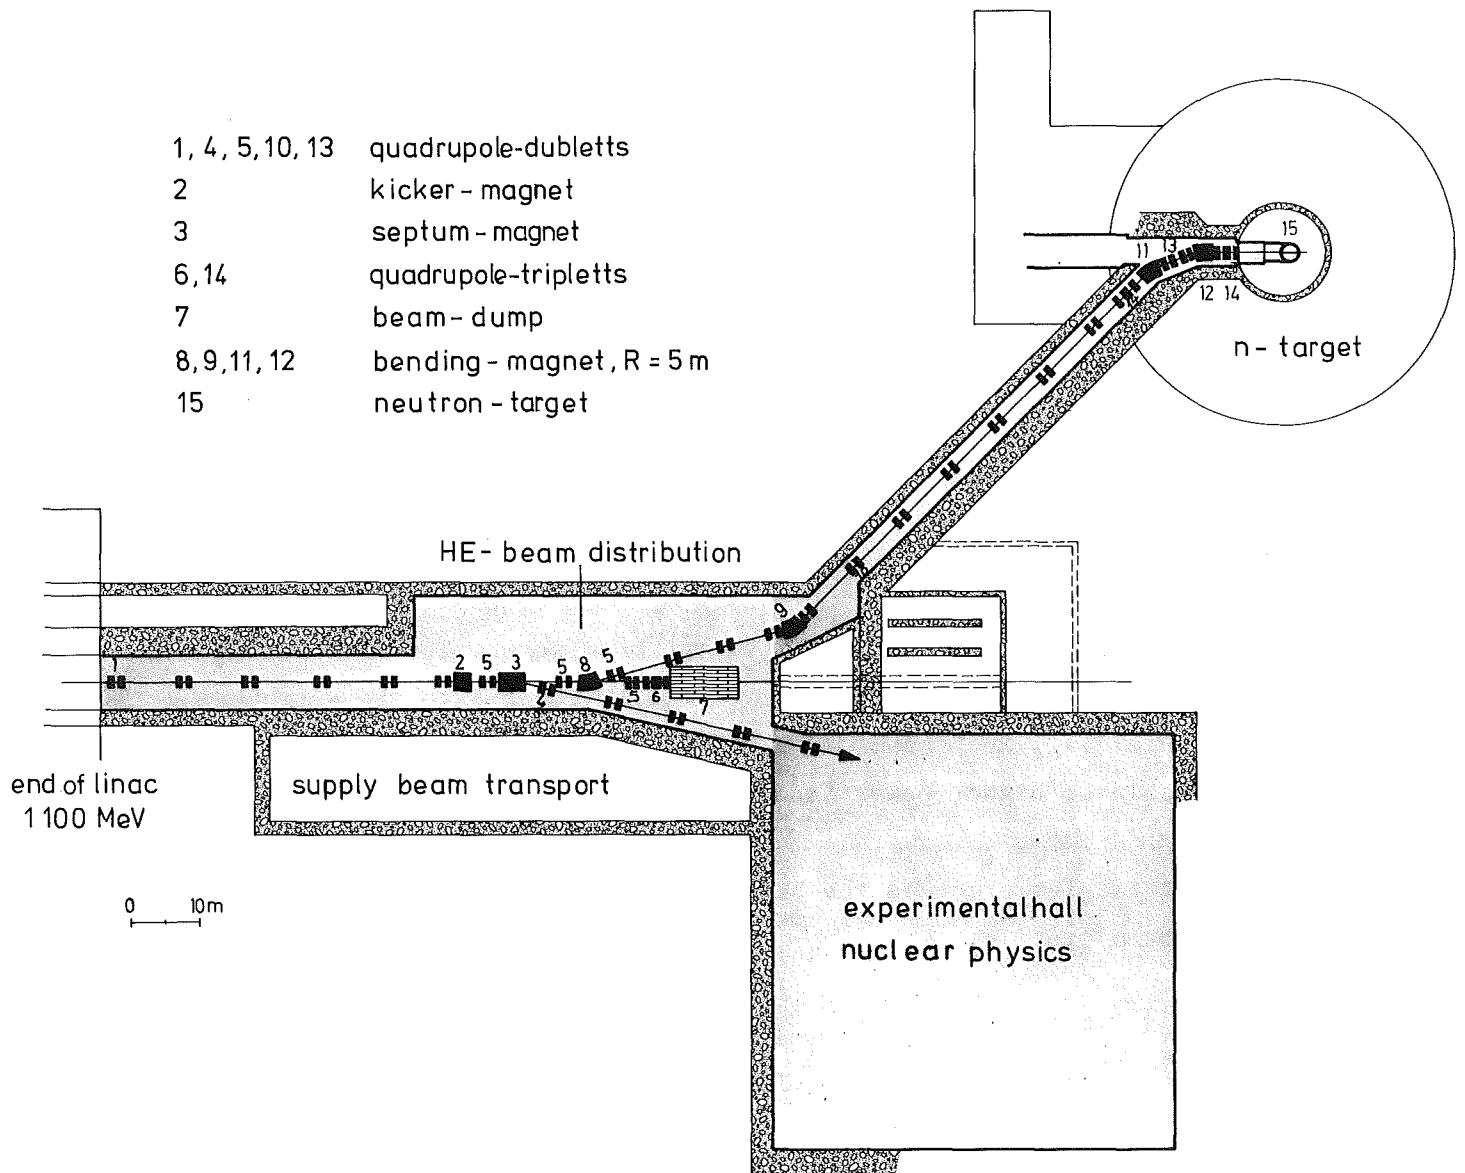 1, 4, 5, 10, 13 quadrupole-dubletts
2 kicker-magnet
3 septum-magnet
6, 14 quadrupole-tripletts
7 beam-dump
8, 9, 11, 12 bending-magnet, R = 5 m
15 neutron-target
15
11 13
12 14
n-target
HE-beam distribution
9
1 2 5 3 5 8 5
4 5 6 7
end of linac
1100 MeV
supply beam transport
0 10m
experimentalhall
nuclear physics